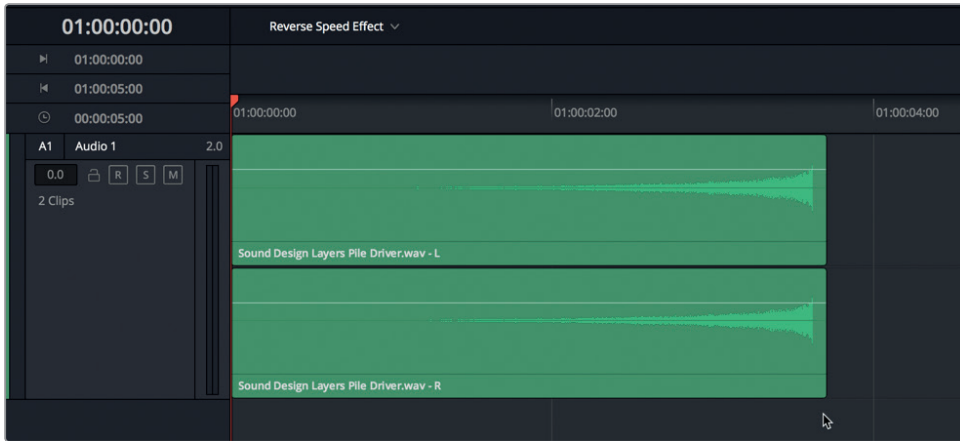 01:00:00:00
Reverse Speed Effect
01:00:00:00
01:00:05:00
00:00:05:00
01:00:00:00 01:00:02:00 01:00:04:00
A1 Audio 1 2.0
0.0 R S M
2 Clips
Sound Design Layers Pile Driver.wav - L
Sound Design Layers Pile Driver.wav - R